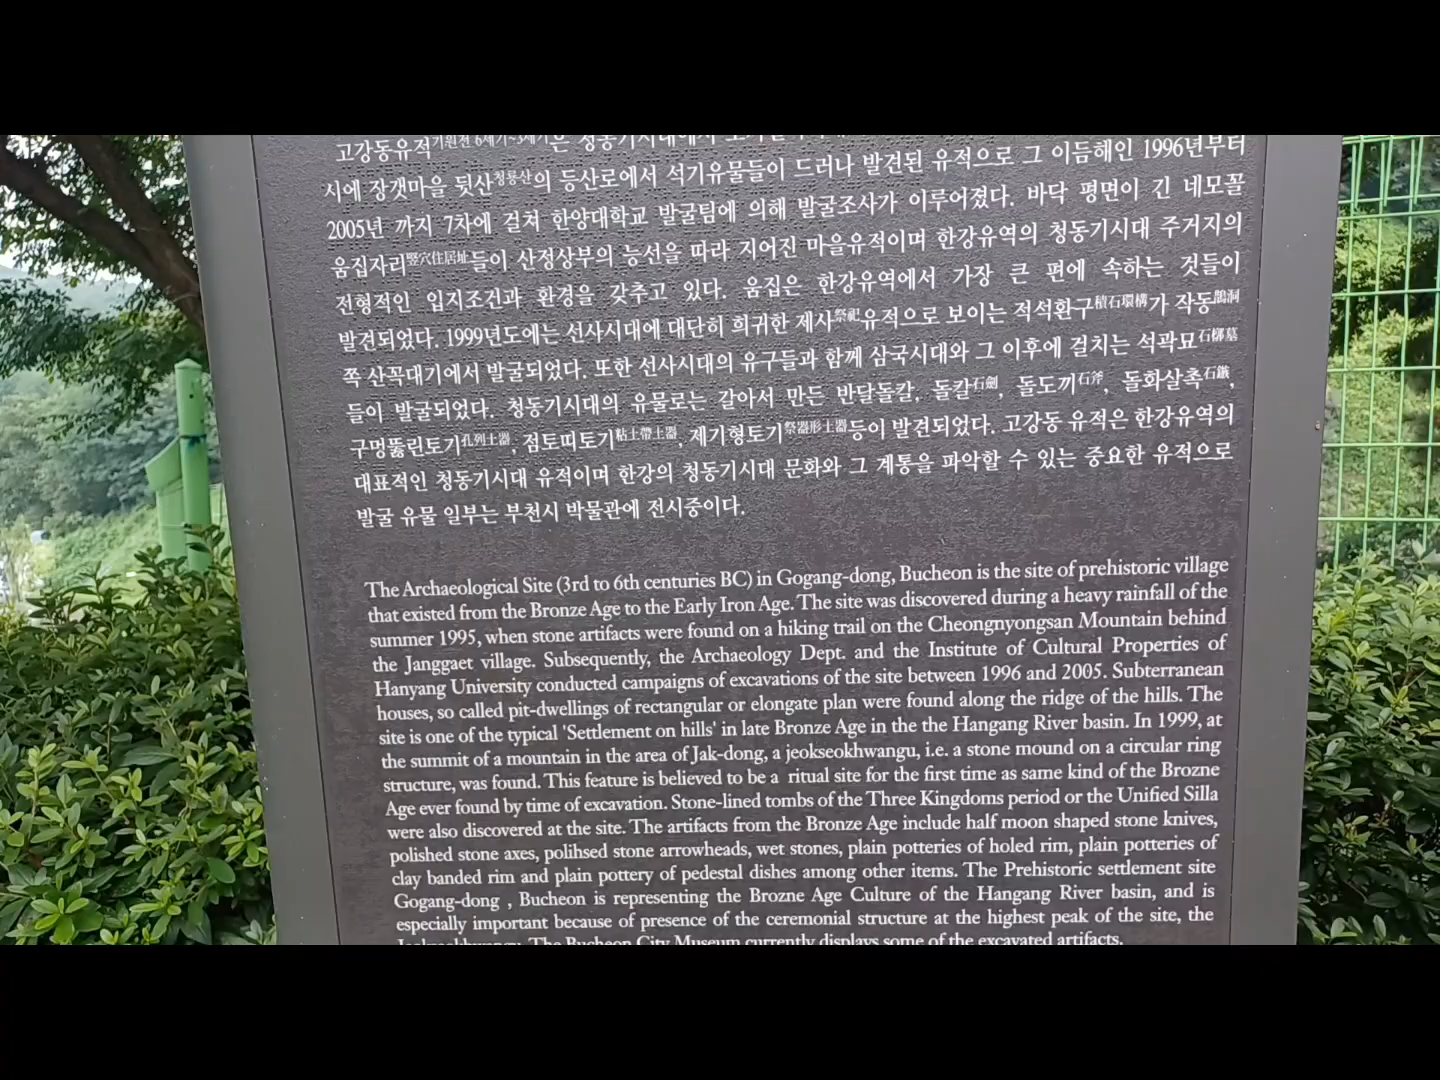 고강동유적기원전 6세기~3세기은 청동기시대에서
시에 장갯마을 뒷산청룡산의 등산로에서 석기유물들이 드러나 발견된 유적으로 그 이듬해인 1996년부터
2005년 까지 7차에 걸쳐 한양대학교 발굴팀에 의해 발굴조사가 이루어졌다. 바닥 평면이 긴 네모꼴
움집자리竪穴住居址들이 산정상부의 능선을 따라 지어진 마을유적이며 한강유역의 청동기시대 주거지의
전형적인 입지조건과 환경을 갖추고 있다. 움집은 한강유역에서 가장 큰 편에 속하는 것들이
발견되었다. 1999년도에는 선사시대에 대단히 희귀한 제사祭祀유적으로 보이는 적석환구積石環構가 작동鵲洞
쪽 산꼭대기에서 발굴되었다. 또한 선사시대의 유구들과 함께 삼국시대와 그 이후에 걸치는 석곽묘石槨墓
들이 발굴되었다. 청동기시대의 유물로는 갈아서 만든 반달돌칼, 돌칼石劍, 돌도끼石斧, 돌화살촉石鏃,
구멍뚫린토기孔列土器, 점토띠토기粘土帶土器, 제기형토기祭器形土器등이 발견되었다. 고강동 유적은 한강유역의
대표적인 청동기시대 유적이며 한강의 청동기시대 문화와 그 계통을 파악할 수 있는 중요한 유적으로
발굴 유물 일부는 부천시 박물관에 전시중이다.
The Archaeological Site (3rd to 6th centuries BC) in Gogang-dong, Bucheon is the site of prehistoric village
that existed from the Bronze Age to the Early Iron Age. The site was discovered during a heavy rainfall of the
summer 1995, when stone artifacts were found on a hiking trail on the Cheongnyongsan Mountain behind
the Janggaet village. Subsequently, the Archaeology Dept. and the Institute of Cultural Properties of
Hanyang University conducted campaigns of excavations of the site between 1996 and 2005. Subterranean
houses, so called pit-dwellings of rectangular or elongate plan were found along the ridge of the hills. The
site is one of the typical 'Settlement on hills' in late Bronze Age in the the Hangang River basin. In 1999, at
the summit of a mountain in the area of Jak-dong, a jeokseokhwangu, i.e. a stone mound on a circular ring
structure, was found. This feature is believed to be a ritual site for the first time as same kind of the Brozne
Age ever found by time of excavation. Stone-lined tombs of the Three Kingdoms period or the Unified Silla
were also discovered at the site. The artifacts from the Bronze Age include half moon shaped stone knives,
polished stone axes, polihsed stone arrowheads, wet stones, plain potteries of holed rim, plain potteries of
clay banded rim and plain pottery of pedestal dishes among other items. The Prehistoric settlement site
Gogang-dong , Bucheon is representing the Brozne Age Culture of the Hangang River basin, and is
especially important because of presence of the ceremonial structure at the highest peak of the site, the
Jeokseokhwangu. The Bucheon City Museum currently displays some of the excavated artifacts.